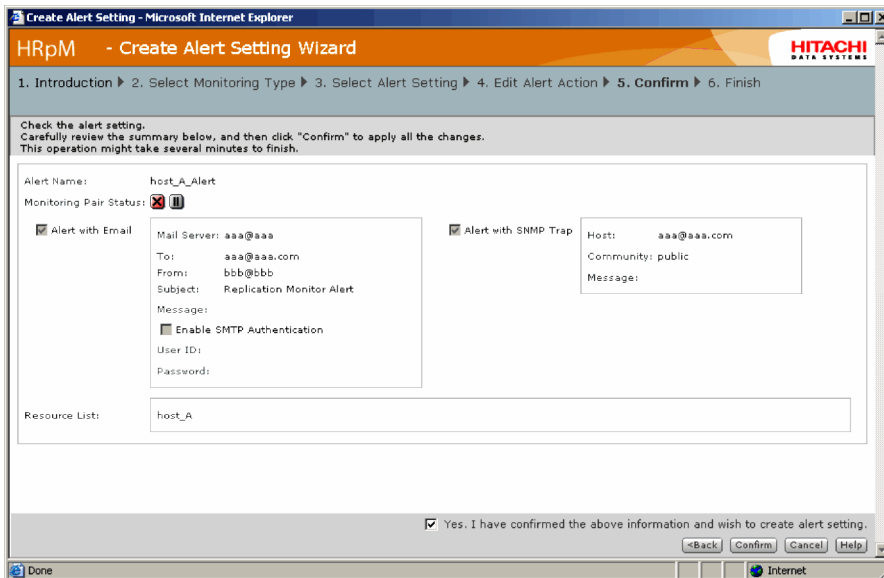 Create Alert Setting - Microsoft Internet Explorer
HRpM - Create Alert Setting Wizard
HITACHI
DATA SYSTEMS
1. Introduction 2. Select Monitoring Type 3. Select Alert Setting 4. Edit Alert Action 5. Confirm 6. Finish
Check the alert setting.
Carefully review the summary below, and then click "Confirm" to apply all the changes.
This operation might take several minutes to finish.
Alert Name: host_A_Alert
Monitoring Pair Status:
Alert with Email
Mail Server: aaa@aaa
To: aaa@aaa.com
From: bbb@bbb
Subject: Replication Monitor Alert
Message:
Enable SMTP Authentication
User ID:
Password:
Alert with SNMP Trap
Host: aaa@aaa.com
Community: public
Message:
Resource List: host_A
Yes. I have confirmed the above information and wish to create alert setting.
<Back Confirm Cancel Help
Done Internet